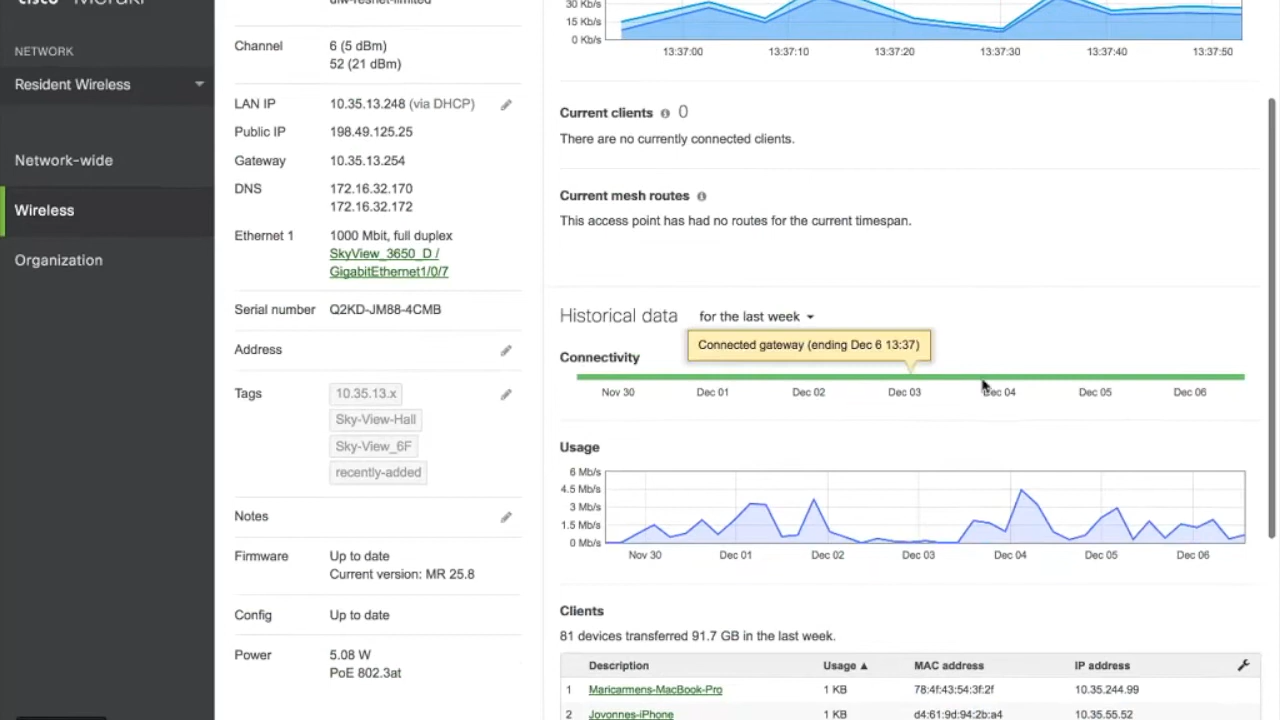 cisco Meraki
NETWORK
Resident Wireless
Network-wide
Wireless
Organization
Channel
6 (5 dBm)
52 (21 dBm)
LAN IP
10.35.13.248 (via DHCP)
Public IP
198.49.125.25
Gateway
10.35.13.254
DNS
172.16.32.170
172.16.32.172
Ethernet 1
1000 Mbit, full duplex
SkyView_3650_D /
GigabitEthernet1/0/7
Serial number
Q2KD-JM88-4CMB
Address
Tags
10.35.13.x
Sky-View-Hall
Sky-View_6F
recently-added
Notes
Firmware
Up to date
Current version: MR 25.8
Config
Up to date
Power
5.08 W
PoE 802.3at
30 Kb/s
15 Kb/s
0 Kb/s
13:37:00 13:37:10 13:37:20 13:37:30 13:37:40 13:37:50
Current clients 0
There are no currently connected clients.
Current mesh routes
This access point has had no routes for the current timespan.
Historical data for the last week
Connected gateway (ending Dec 6 13:37)
Connectivity
Nov 30 Dec 01 Dec 02 Dec 03 Dec 04 Dec 05 Dec 06
Usage
6 Mb/s
4.5 Mb/s
3 Mb/s
1.5 Mb/s
0 Mb/s
Nov 30 Dec 01 Dec 02 Dec 03 Dec 04 Dec 05 Dec 06
Clients
81 devices transferred 91.7 GB in the last week.
Description Usage ▲ MAC address IP address
1 Maricarmens-MacBook-Pro 1 KB 78:4f:43:54:3f:2f 10.35.244.99
2 Jovonnes-iPhone 1 KB d4:61:9d:94:2b:a4 10.35.55.52